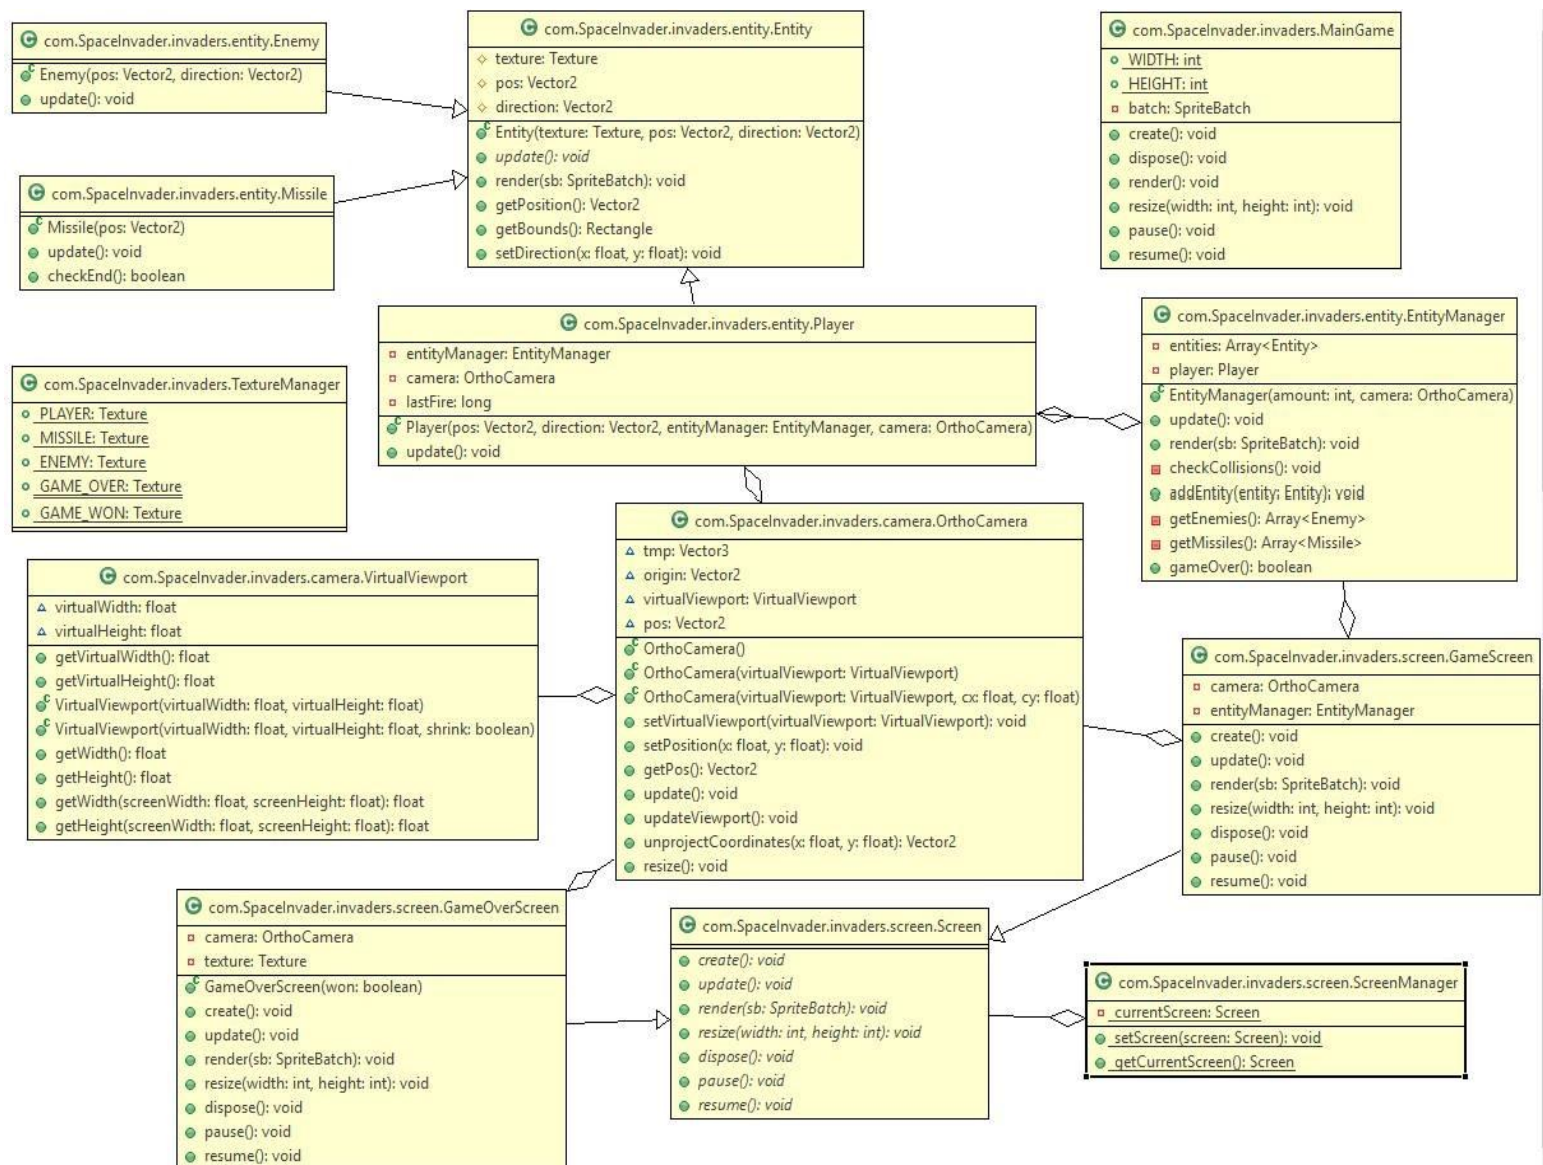 com.SpaceInvader.invaders.entity.Enemy
Enemy(pos: Vector2, direction: Vector2)
update(): void
com.SpaceInvader.invaders.entity.Entity
texture: Texture
pos: Vector2
direction: Vector2
Entity(texture: Texture, pos: Vector2, direction: Vector2)
update(): void
render(sb: SpriteBatch): void
getPosition(): Vector2
getBounds(): Rectangle
setDirection(x: float, y: float): void
com.SpaceInvader.invaders.MainGame
WIDTH: int
HEIGHT: int
batch: SpriteBatch
create(): void
dispose(): void
render(): void
resize(width: int, height: int): void
pause(): void
resume(): void
com.SpaceInvader.invaders.entity.Missile
Missile(pos: Vector2)
update(): void
checkEnd(): boolean
com.SpaceInvader.invaders.entity.Player
entityManager: EntityManager
camera: OrthoCamera
lastFire: long
Player(pos: Vector2, direction: Vector2, entityManager: EntityManager, camera: OrthoCamera)
update(): void
com.SpaceInvader.invaders.entity.EntityManager
entities: Array<Entity>
player: Player
EntityManager(amount: int, camera: OrthoCamera)
update(): void
render(sb: SpriteBatch): void
checkCollisions(): void
addEntity(entity: Entity): void
getEnemies(): Array<Enemy>
getMissiles(): Array<Missile>
gameOver(): boolean
com.SpaceInvader.invaders.TextureManager
PLAYER: Texture
MISSILE: Texture
ENEMY: Texture
GAME_OVER: Texture
GAME_WON: Texture
com.SpaceInvader.invaders.camera.OrthoCamera
tmp: Vector3
origin: Vector2
virtualViewport: VirtualViewport
pos: Vector2
OrthoCamera()
OrthoCamera(virtualViewport: VirtualViewport)
OrthoCamera(virtualViewport: VirtualViewport, cx: float, cy: float)
setVirtualViewport(virtualViewport: VirtualViewport): void
setPosition(x: float, y: float): void
getPos(): Vector2
update(): void
updateViewport(): void
unprojectCoordinates(x: float, y: float): Vector2
resize(): void
com.SpaceInvader.invaders.camera.VirtualViewport
virtualWidth: float
virtualHeight: float
getVirtualWidth(): float
getVirtualHeight(): float
VirtualViewport(virtualWidth: float, virtualHeight: float)
VirtualViewport(virtualWidth: float, virtualHeight: float, shrink: boolean)
getWidth(): float
getHeight(): float
getWidth(screenWidth: float, screenHeight: float): float
getHeight(screenWidth: float, screenHeight: float): float
com.SpaceInvader.invaders.screen.GameScreen
camera: OrthoCamera
entityManager: EntityManager
create(): void
update(): void
render(sb: SpriteBatch): void
resize(width: int, height: int): void
dispose(): void
pause(): void
resume(): void
com.SpaceInvader.invaders.screen.GameOverScreen
camera: OrthoCamera
texture: Texture
GameOverScreen(won: boolean)
create(): void
update(): void
render(sb: SpriteBatch): void
resize(width: int, height: int): void
dispose(): void
pause(): void
resume(): void
com.SpaceInvader.invaders.screen.Screen
create(): void
update(): void
render(sb: SpriteBatch): void
resize(width: int, height: int): void
dispose(): void
pause(): void
resume(): void
com.SpaceInvader.invaders.screen.ScreenManager
currentScreen: Screen
setScreen(screen: Screen): void
getCurrentScreen(): Screen